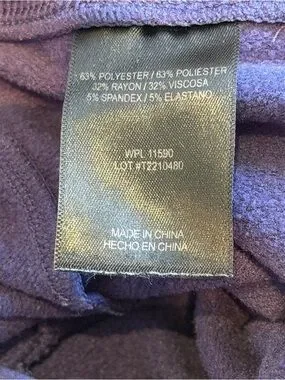 63% POLYESTER / 63% POLIESTER
32% RAYON / 32% VISCOSA
5% SPANDEX / 5% ELASTANO
WPL 11590
LOT #T2210480
MADE IN CHINA
HECHO EN CHINA